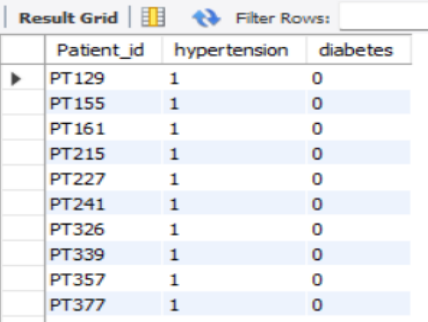 Result Grid Filter Rows:
Patient_id hypertension diabetes
PT129 1 0
PT155 1 0
PT161 1 0
PT215 1 0
PT227 1 0
PT241 1 0
PT326 1 0
PT339 1 0
PT357 1 0
PT377 1 0